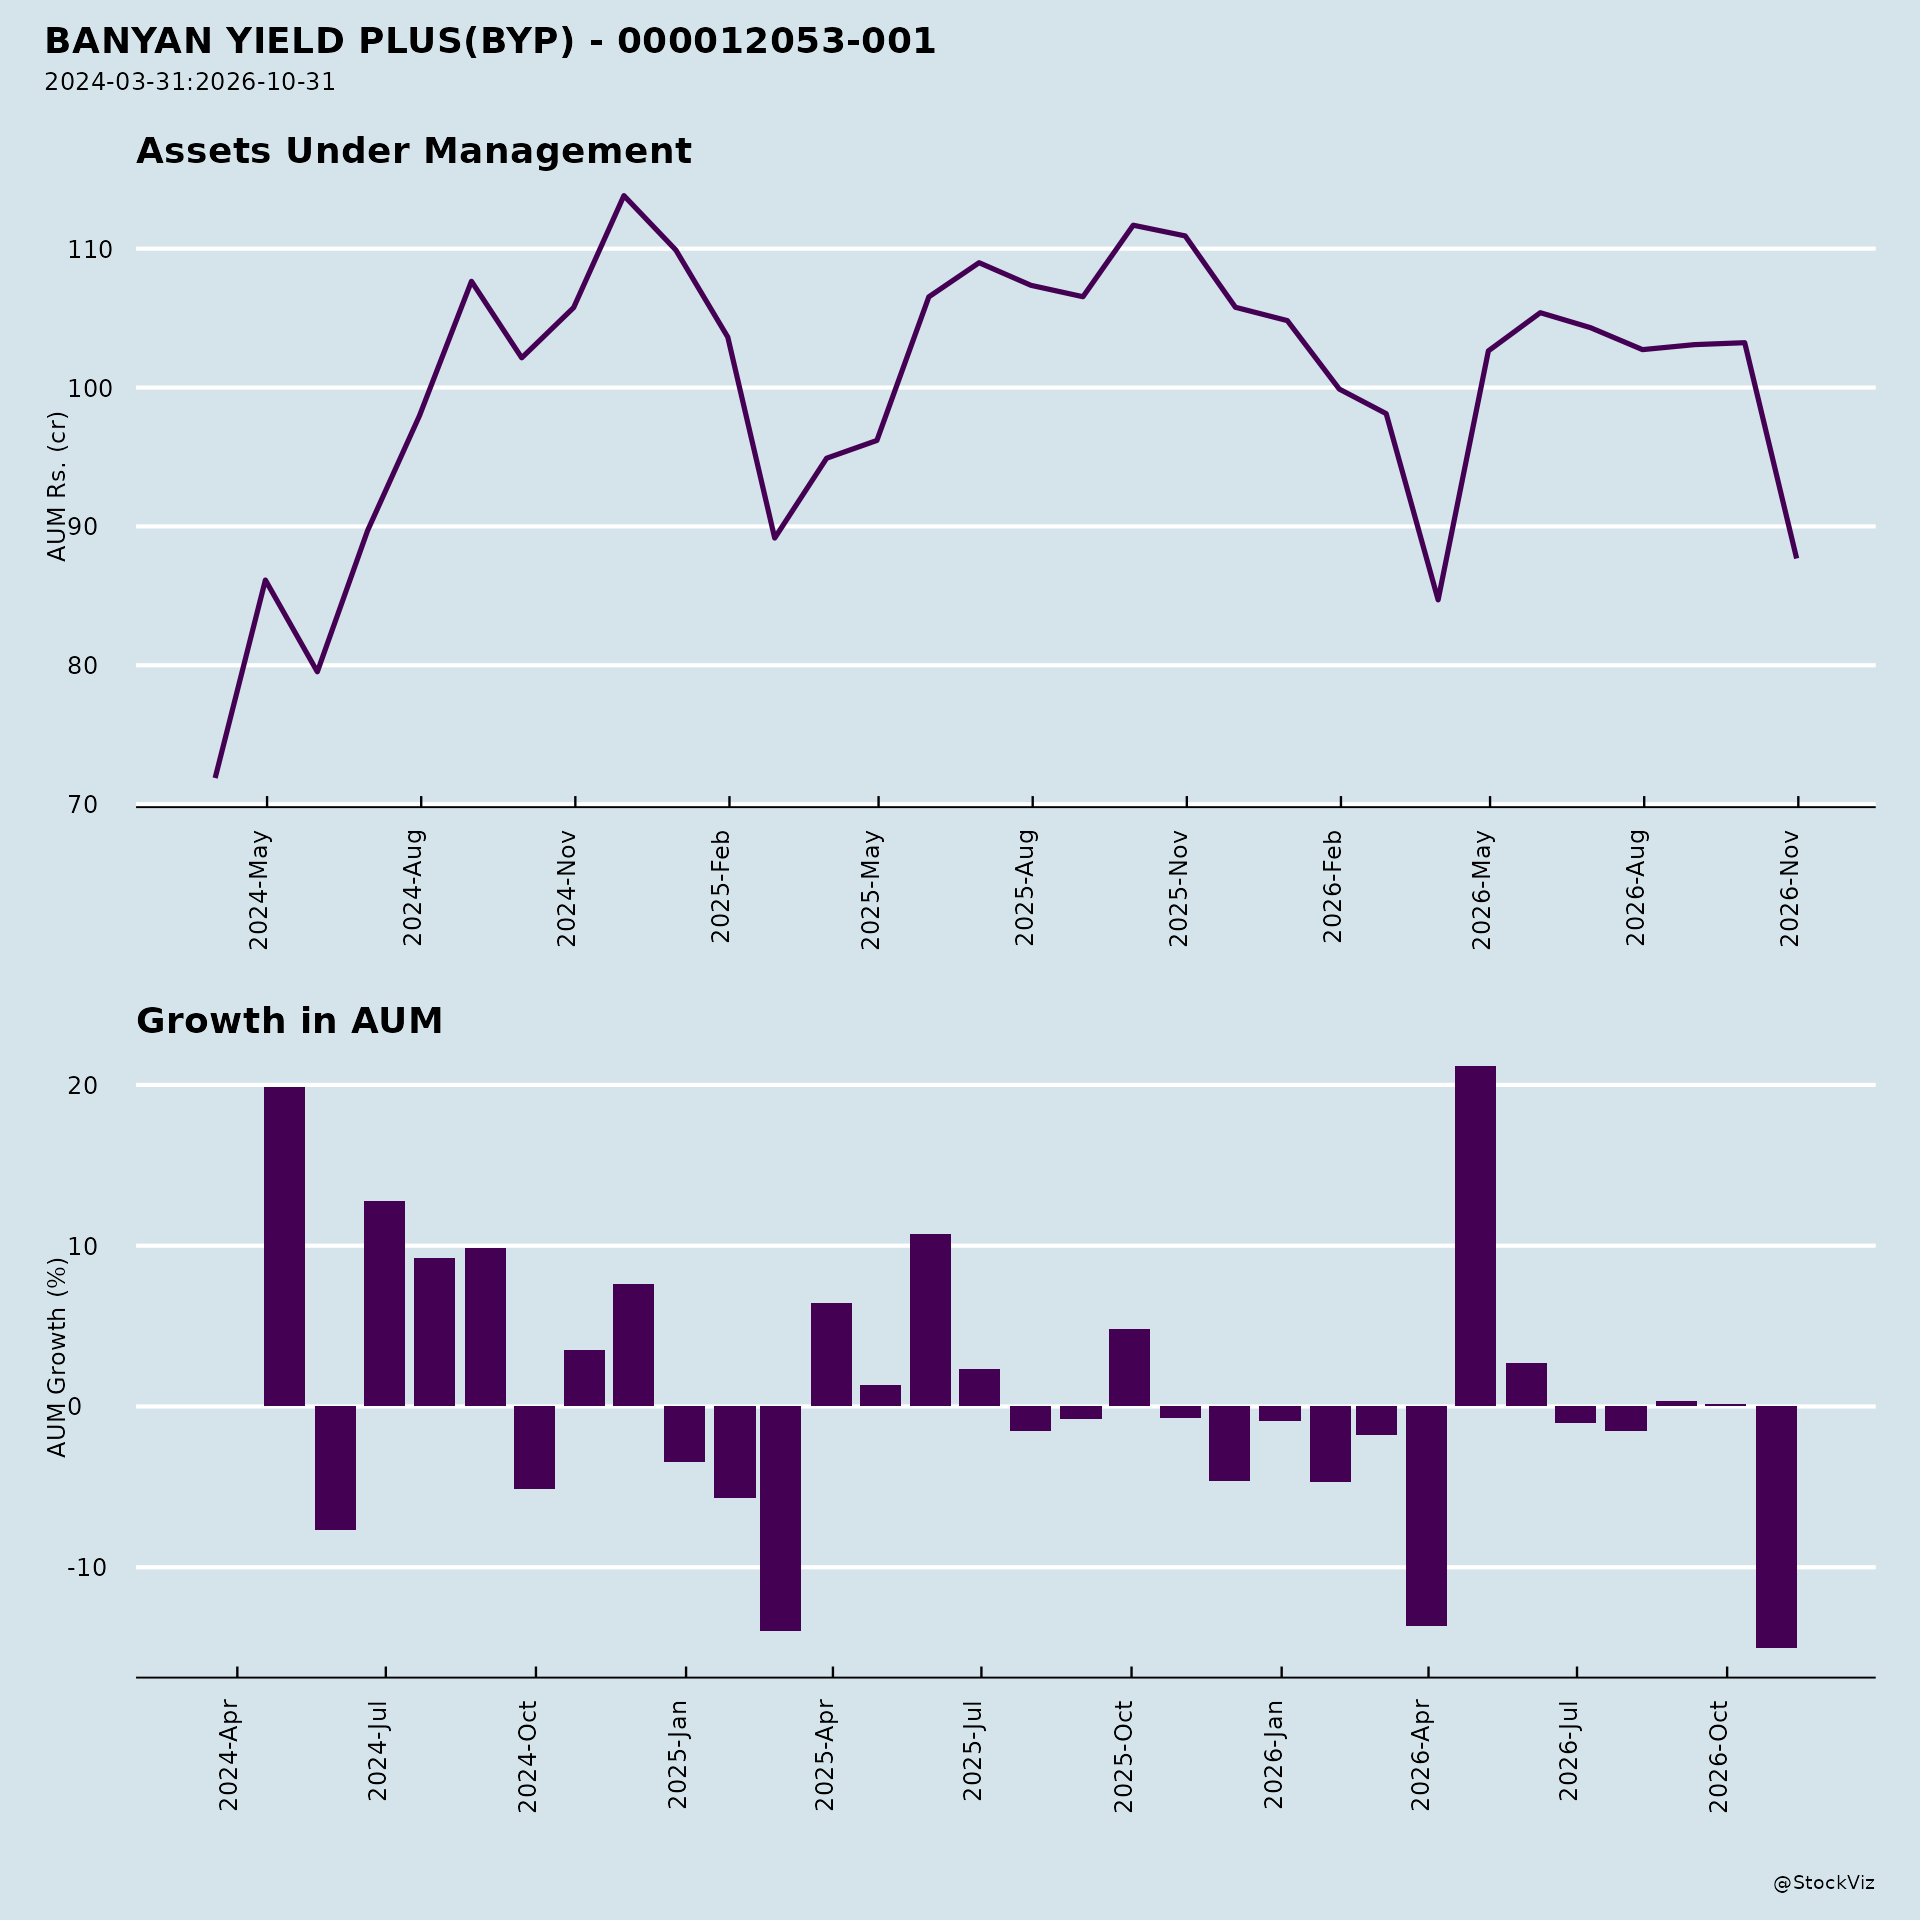 BANYAN YIELD PLUS(BYP) - 000012053-001
2024-03-31:2026-10-31
Assets Under Management
AUM Rs. (cr)
110
100
90
80
70
2024-May
2024-Aug
2024-Nov
2025-Feb
2025-May
2025-Aug
2025-Nov
2026-Feb
2026-May
2026-Aug
2026-Nov
Growth in AUM
AUM Growth (%)
20
10
0
-10
2024-Apr
2024-Jul
2024-Oct
2025-Jan
2025-Apr
2025-Jul
2025-Oct
2026-Jan
2026-Apr
2026-Jul
2026-Oct
@StockViz